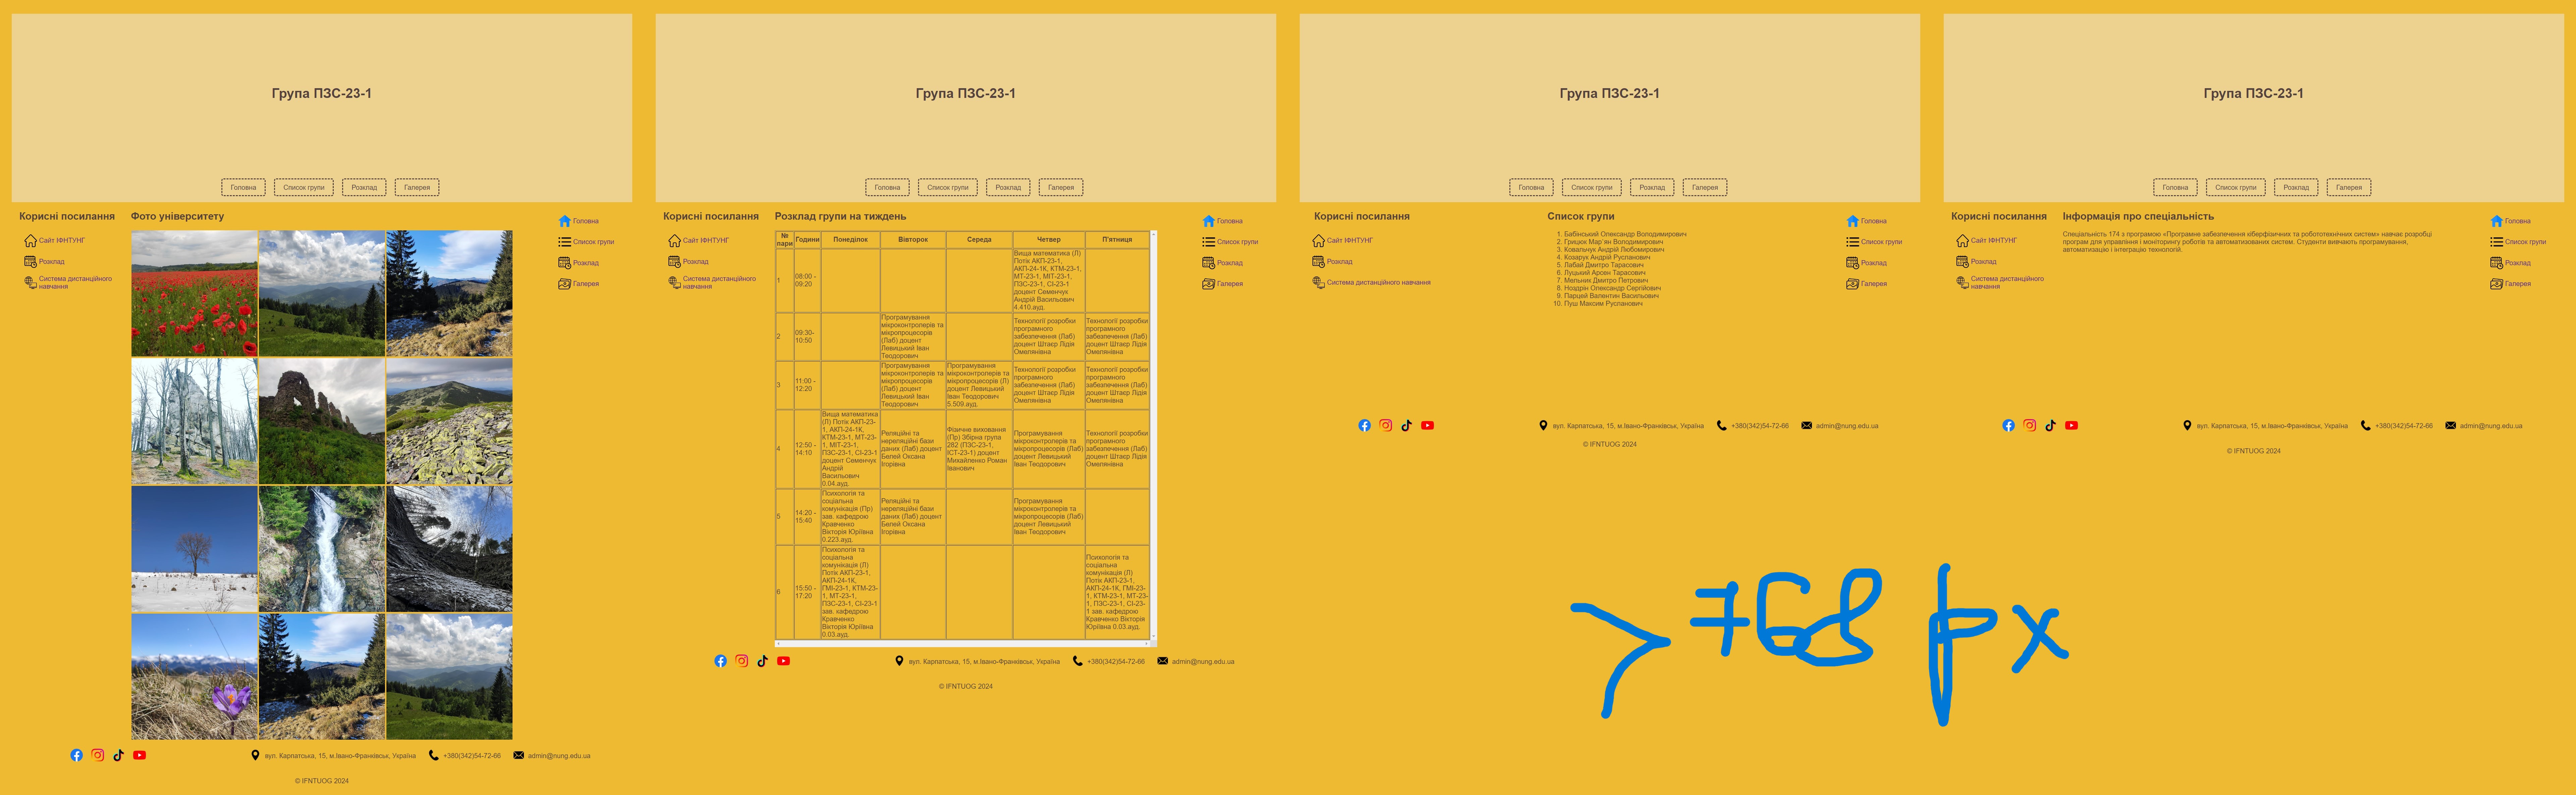 Група ПЗС-23-1
Головна
Список групи
Розклад
Галерея
Корисні посилання
Сайт ІФНТУНГ
Розклад
Система дистанційного
навчання
Фото університету
Головна
Список групи
Розклад
Галерея
вул. Карпатська, 15, м.Івано-Франківськ, Україна
+380(342)54-72-66
admin@nung.edu.ua
© IFNTUOG 2024
Група ПЗС-23-1
Головна
Список групи
Розклад
Галерея
Корисні посилання
Сайт ІФНТУНГ
Розклад
Система дистанційного
навчання
Розклад групи на тиждень
№
пари
Години
Понеділок
Вівторок
Середа
Четвер
П'ятниця
1
08:00 -
09:20
Вища математика (Л)
Потік АКП-23-1,
АКП-24-1К, КТМ-23-1,
МТ-23-1, МІТ-23-1,
ПЗС-23-1, СІ-23-1
доцент Семенчук
Андрій Васильович
4.410.ауд.
2
09:30-
10:50
Програмування
мікроконтролерів та
мікропроцесорів
(Лаб) доцент
Левицький Іван
Теодорович
Технології розробки
програмного
забезпечення (Лаб)
доцент Штаєр Лідія
Омелянівна
Технології розробки
програмного
забезпечення (Лаб)
доцент Штаєр Лідія
Омелянівна
3
11:00 -
12:20
Програмування
мікроконтролерів та
мікропроцесорів
(Лаб) доцент
Левицький Іван
Теодорович
Програмування
мікроконтролерів та
мікропроцесорів (Л)
доцент Левицький
Іван Теодорович
5.509.ауд.
Технології розробки
програмного
забезпечення (Лаб)
доцент Штаєр Лідія
Омелянівна
Технології розробки
програмного
забезпечення (Лаб)
доцент Штаєр Лідія
Омелянівна
4
12:50 -
14:10
Вища математика
(Л) Потік АКП-23-
1, АКП-24-1К,
КТМ-23-1, МТ-23-
1, МІТ-23-1,
ПЗС-23-1, СІ-23-1
доцент Семенчук
Андрій
Васильович
0.04.ауд.
Реляційні та
нереляційні бази
даних (Лаб) доцент
Белей Оксана
Ігорівна
Фізичне виховання
(Пр) Збірна група
282 (ПЗС-23-1,
ІСТ-23-1) доцент
Михайленко Роман
Іванович
Програмування
мікроконтролерів та
мікропроцесорів (Лаб)
доцент Левицький
Іван Теодорович
Технології розробки
програмного
забезпечення (Лаб)
доцент Штаєр Лідія
Омелянівна
5
14:20 -
15:40
Психологія та
соціальна
комунікація (Пр)
зав. кафедрою
Кравченко
Вікторія Юріївна
0.223.ауд.
Реляційні та
нереляційні бази
даних (Лаб) доцент
Белей Оксана
Ігорівна
Програмування
мікроконтролерів та
мікропроцесорів (Лаб)
доцент Левицький
Іван Теодорович
6
15:50 -
17:20
Психологія та
соціальна
комунікація (Л)
Потік АКП-23-1,
АКП-24-1К,
ГМІ-23-1, КТМ-23-
1, МТ-23-1,
ПЗС-23-1, СІ-23-1
зав. кафедрою
Кравченко
Вікторія Юріївна
0.03.ауд.
Психологія та
соціальна
комунікація (Л)
Потік АКП-23-1,
АКП-24-1К, ГМІ-23-
1, КТМ-23-1, МТ-23-
1, ПЗС-23-1, СІ-23-
1 зав. кафедрою
Кравченко Вікторія
Юріївна 0.03.ауд.
Головна
Список групи
Розклад
Галерея
вул. Карпатська, 15, м.Івано-Франківськ, Україна
+380(342)54-72-66
admin@nung.edu.ua
© IFNTUOG 2024
Група ПЗС-23-1
Головна
Список групи
Розклад
Галерея
Корисні посилання
Сайт ІФНТУНГ
Розклад
Система дистанційного навчання
Список групи
1. Бабінський Олександр Володимирович
2. Грицюк Мар'ян Володимирович
3. Ковальчук Андрій Любомирович
4. Козарук Андрій Русланович
5. Лабай Дмитро Тарасович
6. Луцький Арсен Тарасович
7. Мельник Дмитро Петрович
8. Ноздрін Олександр Сергійович
9. Парцей Валентин Васильович
10. Пуш Максим Русланович
Головна
Список групи
Розклад
Галерея
вул. Карпатська, 15, м.Івано-Франківськ, Україна
+380(342)54-72-66
admin@nung.edu.ua
© IFNTUOG 2024
Група ПЗС-23-1
Головна
Список групи
Розклад
Галерея
Корисні посилання
Сайт ІФНТУНГ
Розклад
Система дистанційного
навчання
Інформація про спеціальність
Спеціальність 174 з програмою «Програмне забезпечення кіберфізичних та робототехнічних систем» навчає розробці
програм для управління і моніторингу роботів та автоматизованих систем. Студенти вивчають програмування,
автоматизацію і інтеграцію технологій.
Головна
Список групи
Розклад
Галерея
вул. Карпатська, 15, м.Івано-Франківськ, Україна
+380(342)54-72-66
admin@nung.edu.ua
© IFNTUOG 2024
> 768 px